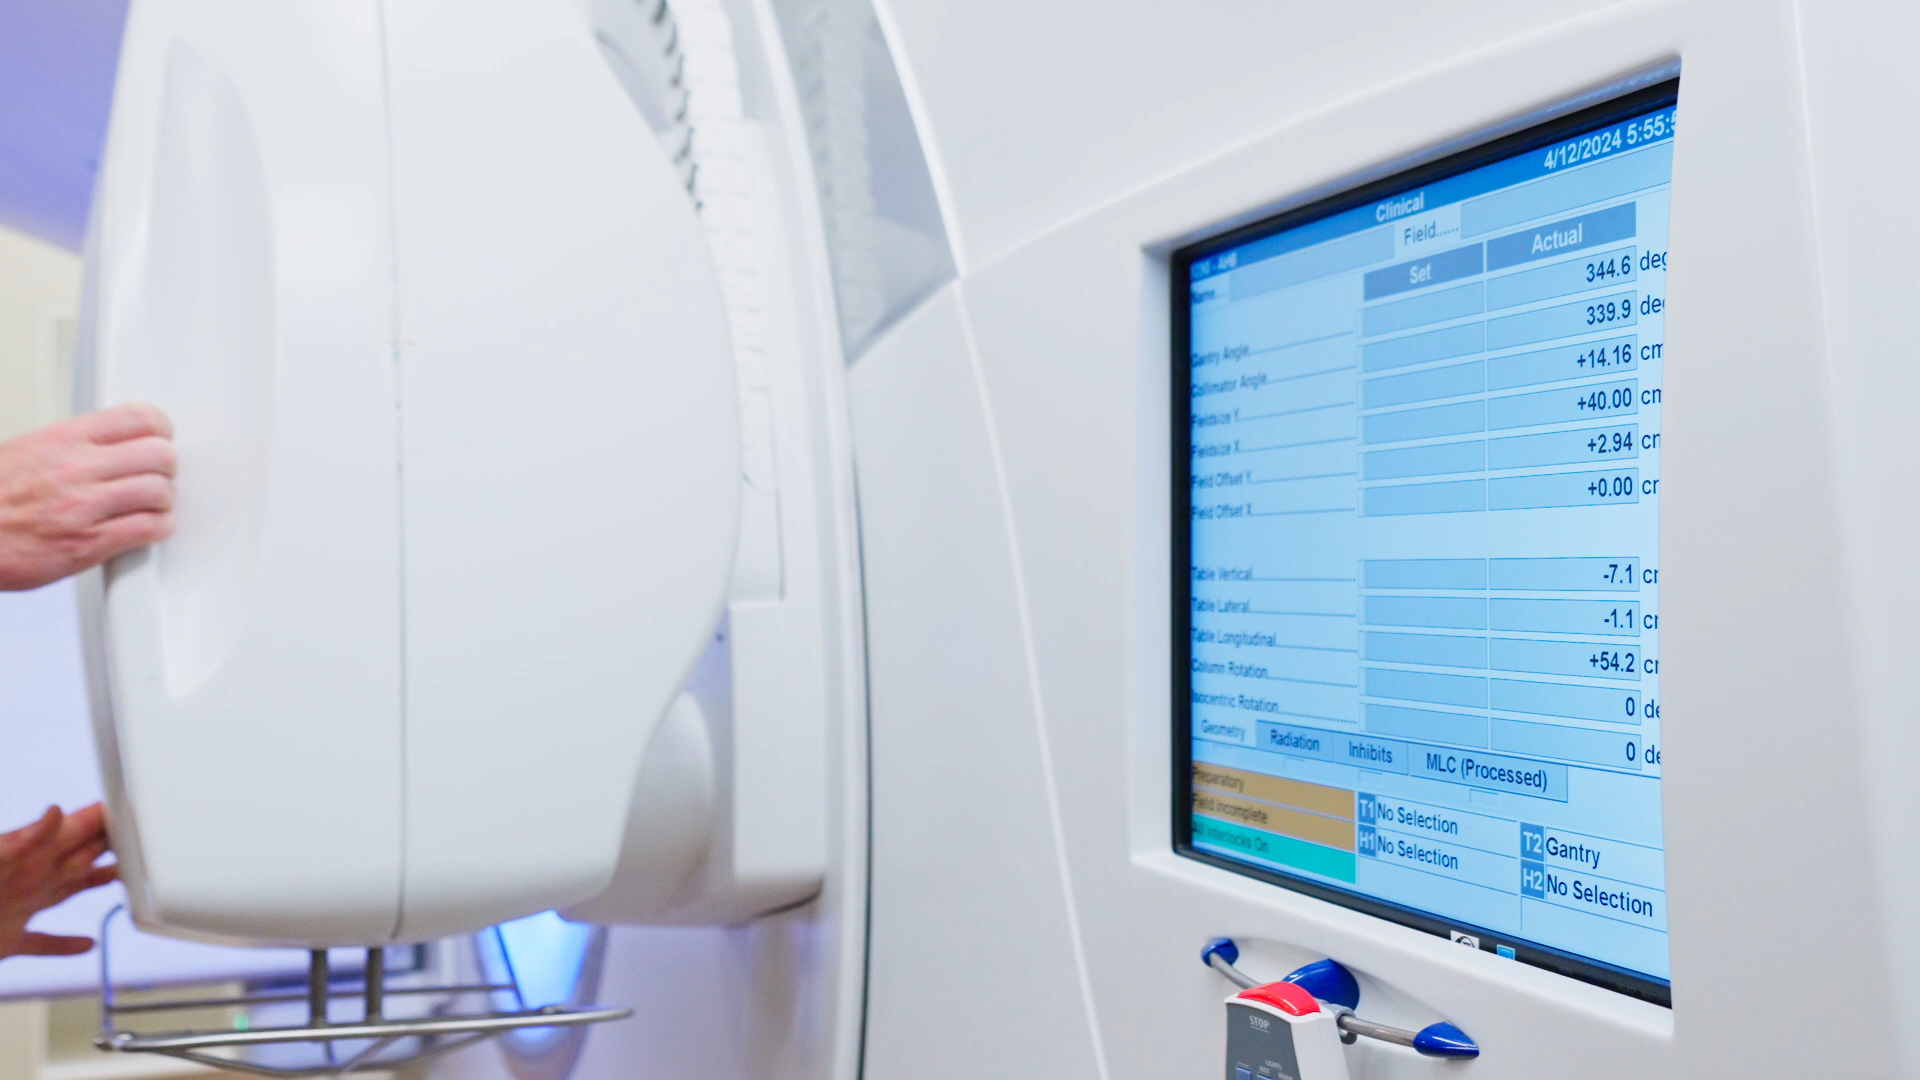 4/12/2024 5:55:5
Clinical
Name....
Field......
Set Actual
Gantry Angle 344.6 deg
Collimator Angle 339.9 deg
Fieldsize Y +14.16 cm
Fieldsize X +40.00 cm
Field Offset Y +2.94 cm
Field Offset X +0.00 cm
Table Vertical -7.1 cm
Table Lateral -1.1 cm
Table Longitudinal +54.2 cm
Column Rotation 0 de
Isocentric Rotation 0 de
Geometry Radiation Inhibits MLC (Processed)
Preparatory
Field Incomplete
All Interlocks On
T1 No Selection T2 Gantry
H1 No Selection H2 No Selection
STOP